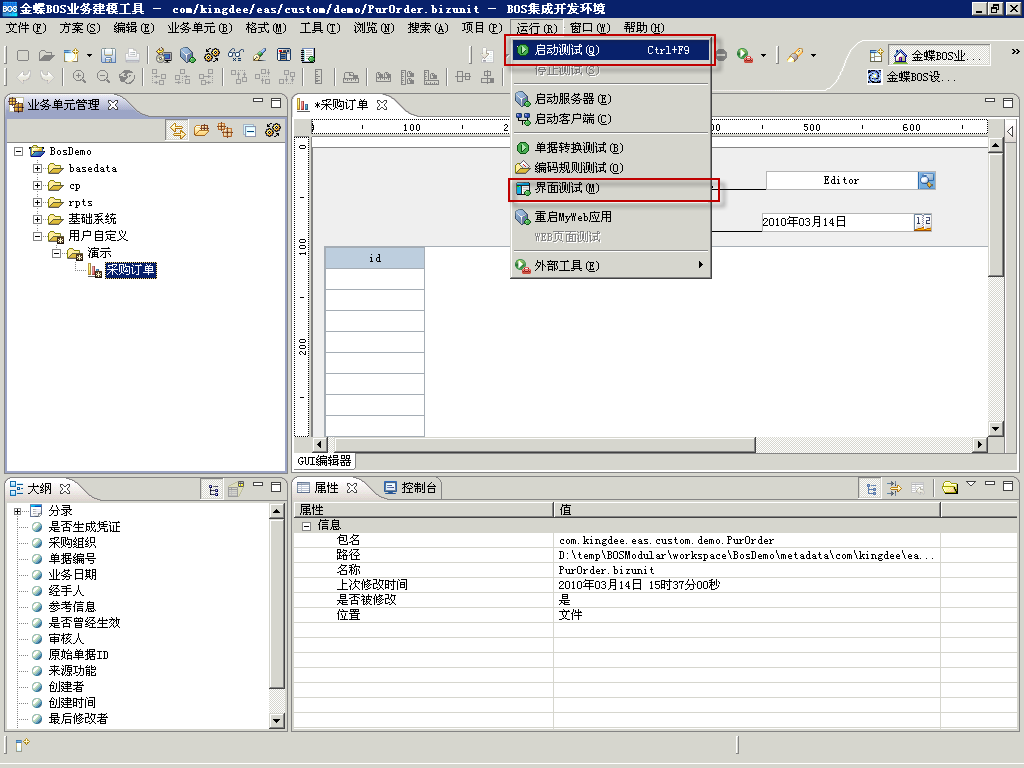 金蝶BOS业务建模工具 - com/kingdee/eas/custom/demo/PurOrder.bizunit - BOS集成开发环境
文件(F) 方案(S) 编辑(E) 业务单元(B) 格式(M) 工具(T) 浏览(N) 搜索(A) 项目(P) 运行(R) 窗口(W) 帮助(H)
启动测试(Q) Ctrl+F9
停止测试(S)
启动服务器(E)
启动客户端(C)
单据转换测试(B)
编码规则测试(O)
界面测试(M)
重启MyWeb应用
WEB页面测试
外部工具(E)
金蝶BOS业...
金蝶BOS设...
业务单元管理
BosDemo
basedata
cp
rpts
基础系统
用户自定义
演示
采购订单
*采购订单
0 100 500 600
0
100
200
Editor
2010年03月14日
id
GUI编辑器
大纲
分录
是否生成凭证
采购组织
单据编号
业务日期
经手人
参考信息
是否曾经生效
审核人
原始单据ID
来源功能
创建者
创建时间
最后修改者
属性 控制台
属性 值
信息
包名 com.kingdee.eas.custom.demo.PurOrder
路径 D:\temp\BOSModular\workspace\BosDemo\metadata\com\kingdee\ea...
名称 PurOrder.bizunit
上次修改时间 2010年03月14日 15时37分00秒
是否被修改 是
位置 文件